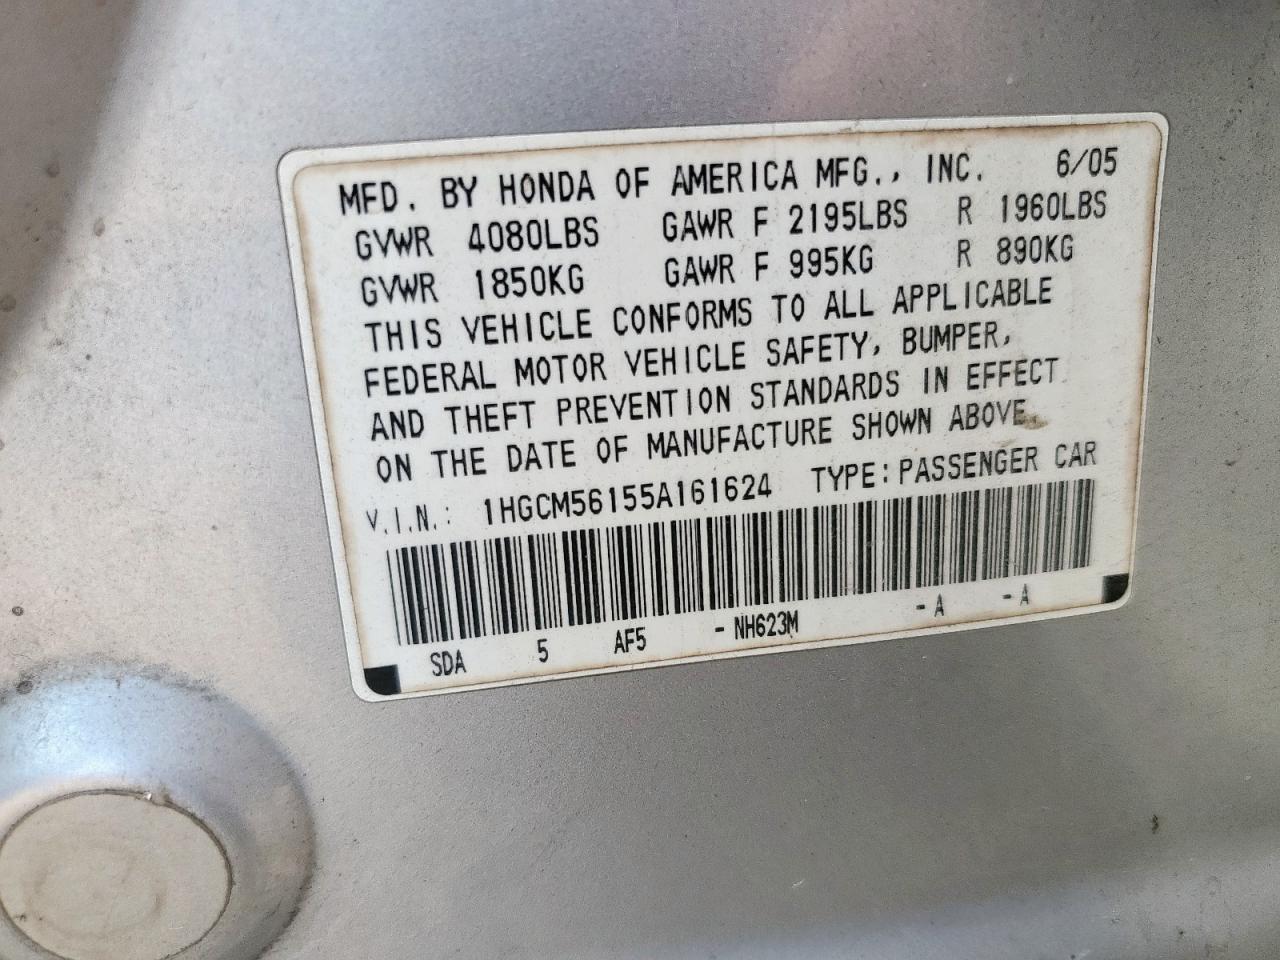 MFD. BY HONDA OF AMERICA MFG., INC. 6/05
GVWR 4080LBS GAWR F 2195LBS R 1960LBS
GVWR 1850KG GAWR F 995KG R 890KG
THIS VEHICLE CONFORMS TO ALL APPLICABLE
FEDERAL MOTOR VEHICLE SAFETY, BUMPER,
AND THEFT PREVENTION STANDARDS IN EFFECT
ON THE DATE OF MANUFACTURE SHOWN ABOVE.
V.I.N.: 1HGCM56155A161624 TYPE: PASSENGER CAR
SDA 5 AF5 - NH623M - A - A